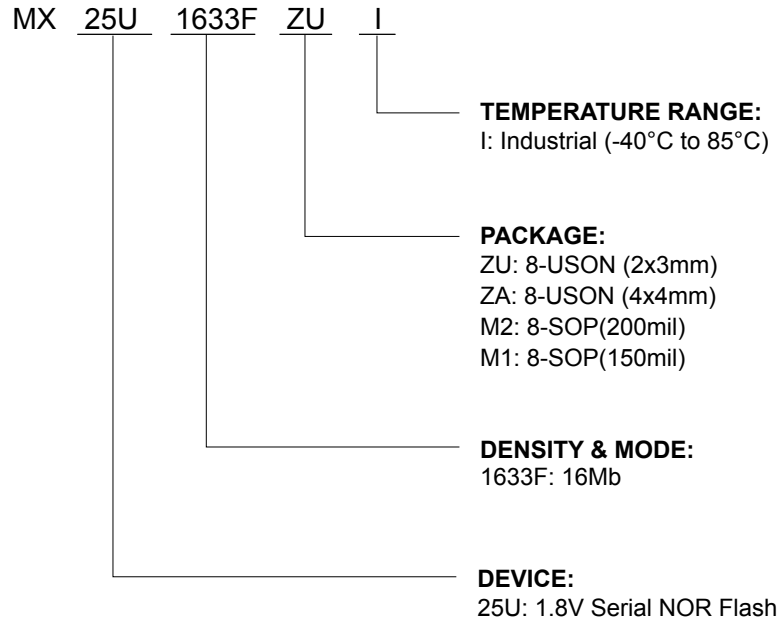 MX 25U 1633F ZU I
TEMPERATURE RANGE:
I: Industrial (-40°C to 85°C)
PACKAGE:
ZU: 8-USON (2x3mm)
ZA: 8-USON (4x4mm)
M2: 8-SOP(200mil)
M1: 8-SOP(150mil)
DENSITY & MODE:
1633F: 16Mb
DEVICE:
25U: 1.8V Serial NOR Flash